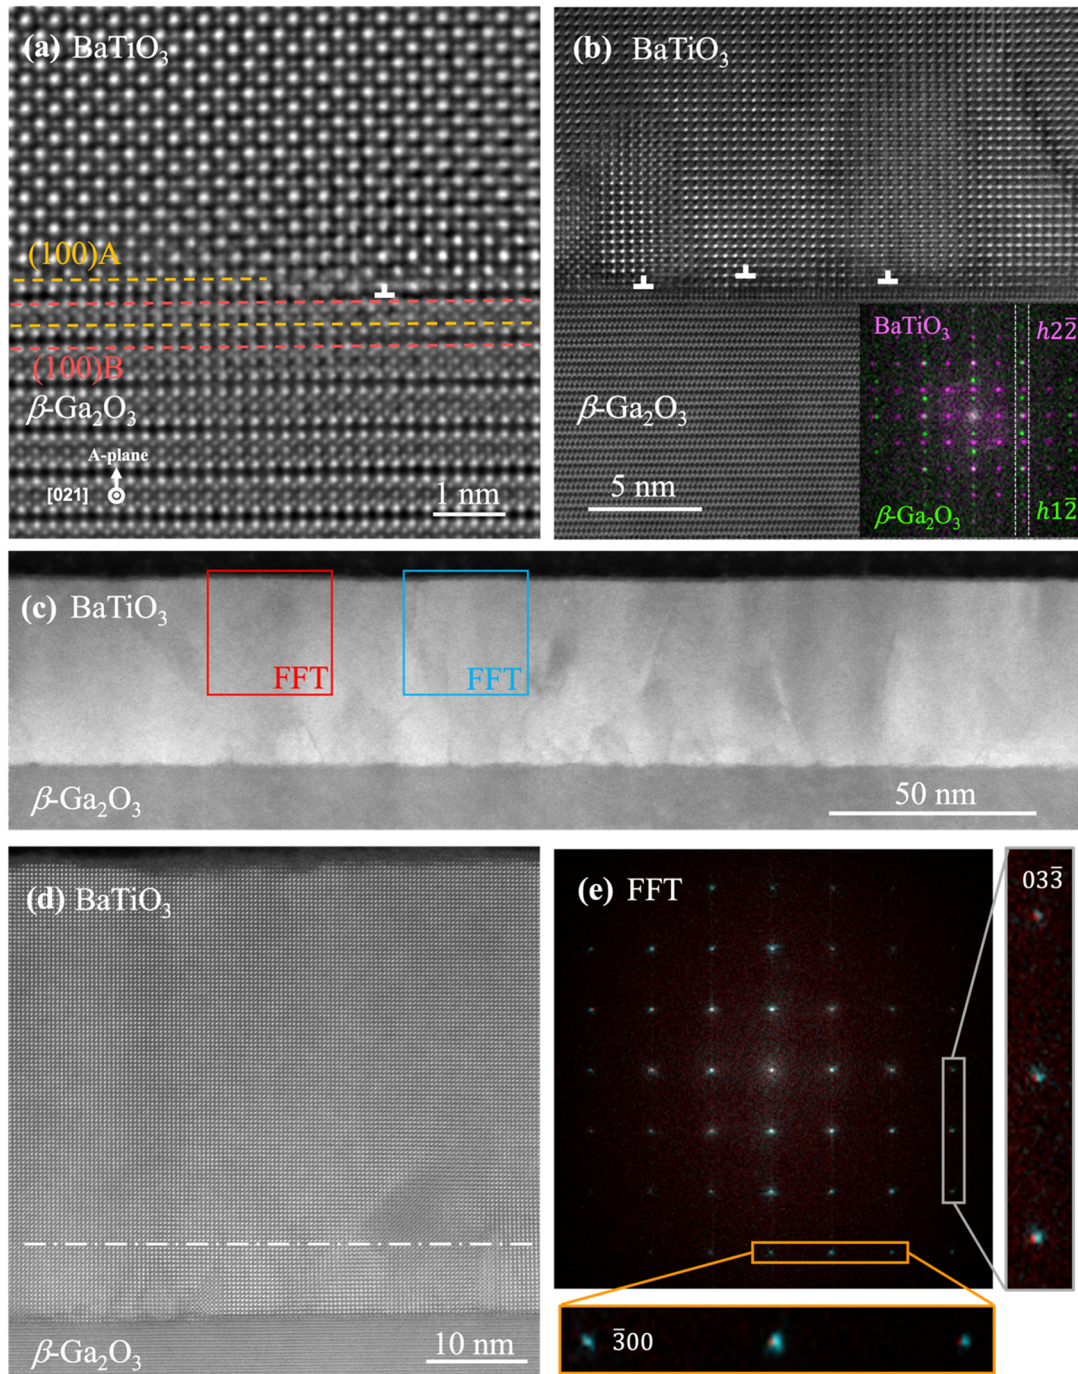 (a) BaTiO₃
(100)A
(100)B
β-Ga₂O₃
A-plane
[021]
1 nm
(b) BaTiO₃
β-Ga₂O₃
5 nm
BaTiO₃
h22̅
β-Ga₂O₃
h12̅
(c) BaTiO₃
FFT
FFT
β-Ga₂O₃
50 nm
(d) BaTiO₃
β-Ga₂O₃
10 nm
(e) FFT
033̅
3̅00